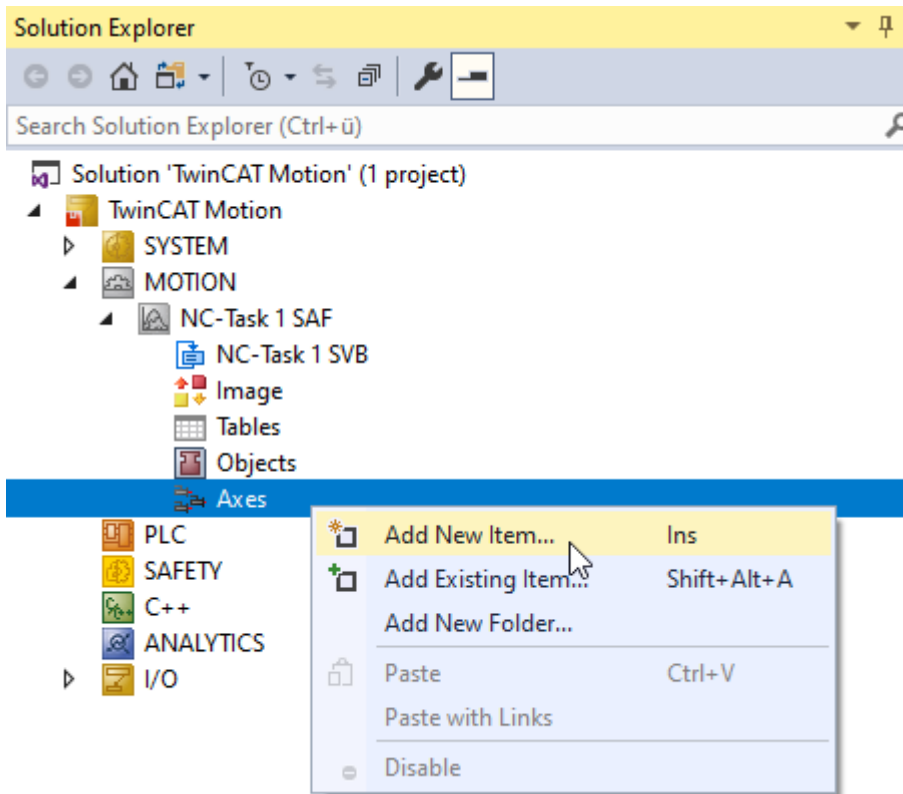 Solution Explorer
Search Solution Explorer (Ctrl+ü)
Solution 'TwinCAT Motion' (1 project)
TwinCAT Motion
SYSTEM
MOTION
NC-Task 1 SAF
NC-Task 1 SVB
Image
Tables
Objects
Axes
PLC
SAFETY
C++
ANALYTICS
I/O
Add New Item... Ins
Add Existing Item... Shift+Alt+A
Add New Folder...
Paste Ctrl+V
Paste with Links
Disable